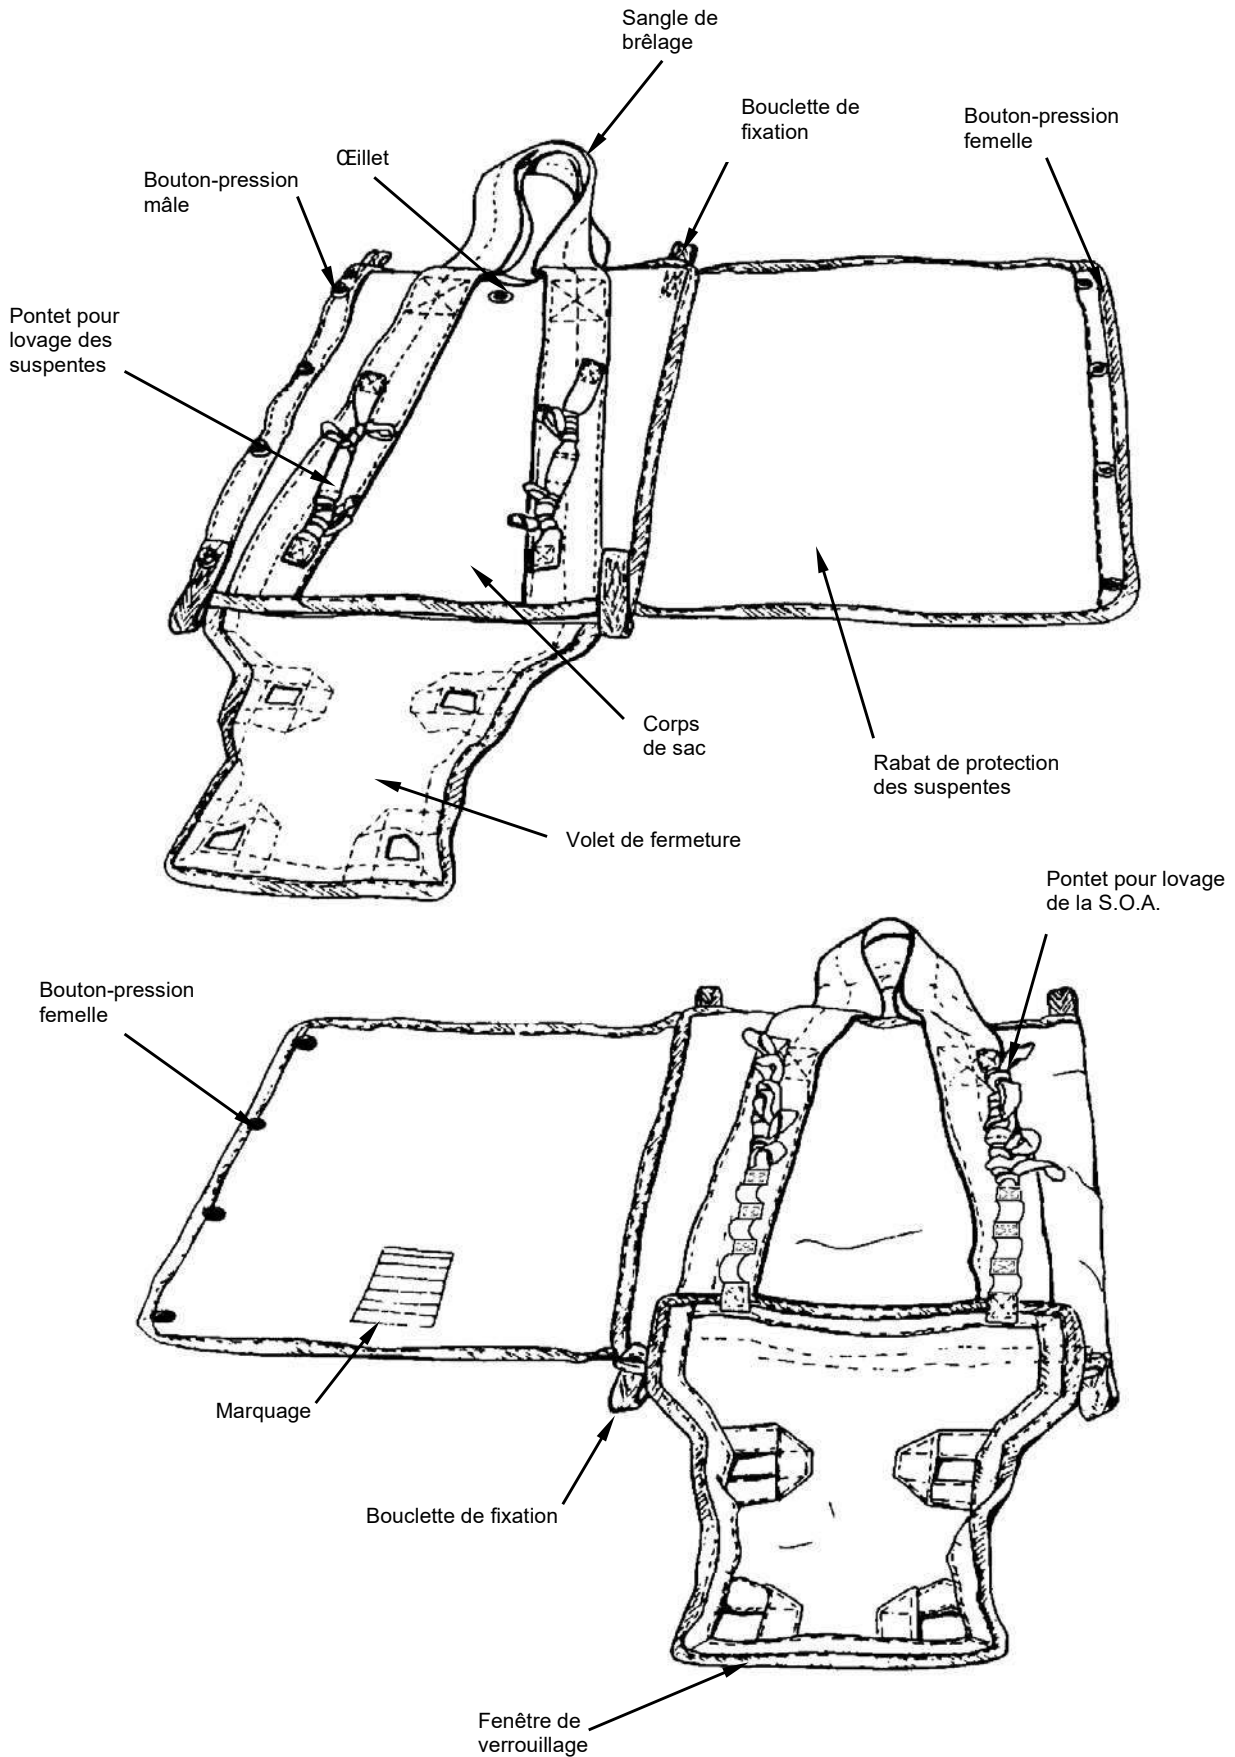 Sangle de
brêlage
Bouclette de
fixation
Bouton-pression
femelle
Œillet
Bouton-pression
mâle
Pontet pour
lovage des
suspentes
Corps
de sac
Rabat de protection
des suspentes
Volet de fermeture
Pontet pour lovage
de la S.O.A.
Bouton-pression
femelle
Marquage
Bouclette de fixation
Fenêtre de
verrouillage